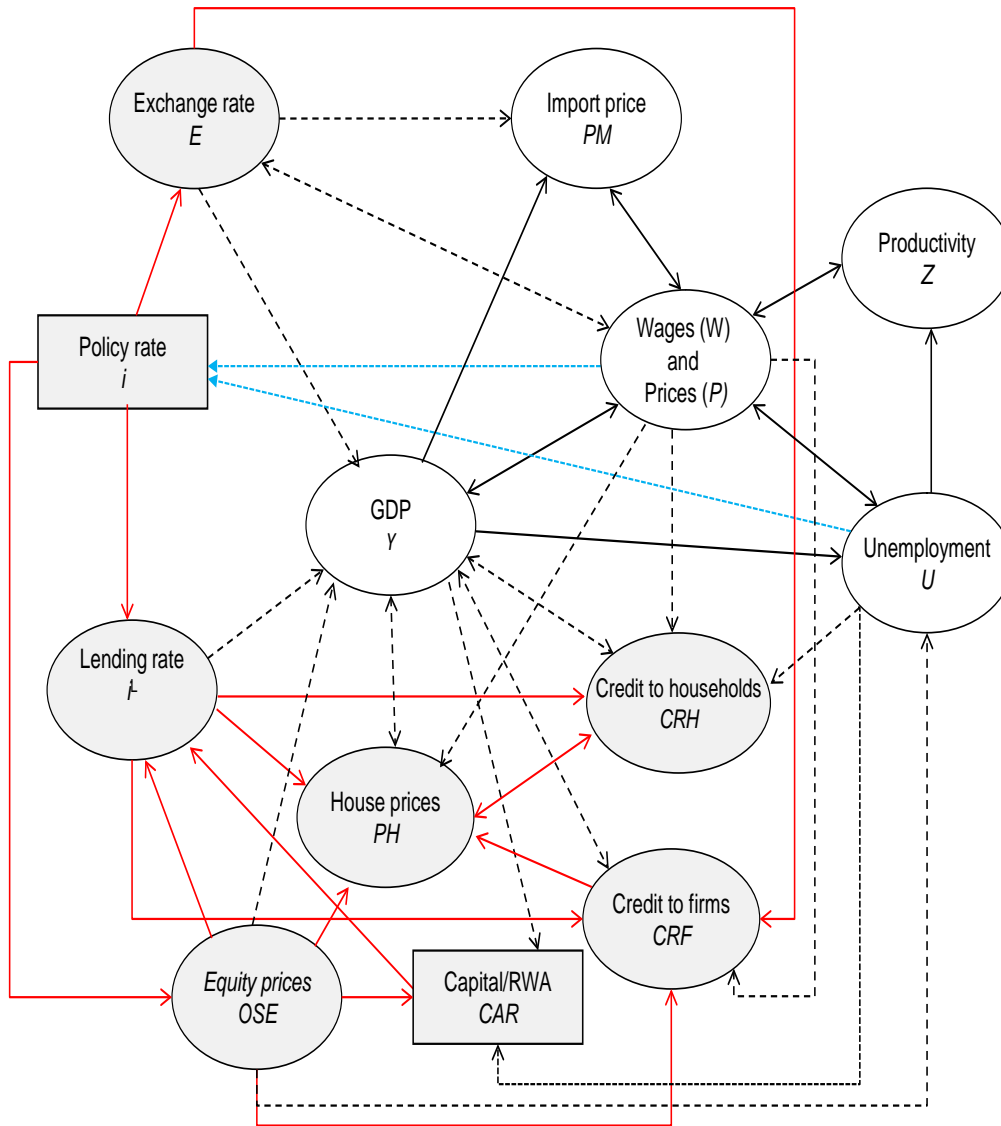 Exchange rate
E
Import price
PM
Productivity
Z
Policy rate
i
Wages (W)
and
Prices (P)
GDP
Y
Unemployment
U
Lending rate
i^L
Credit to households
CRH
House prices
PH
Credit to firms
CRF
Equity prices
OSE
Capital/RWA
CAR